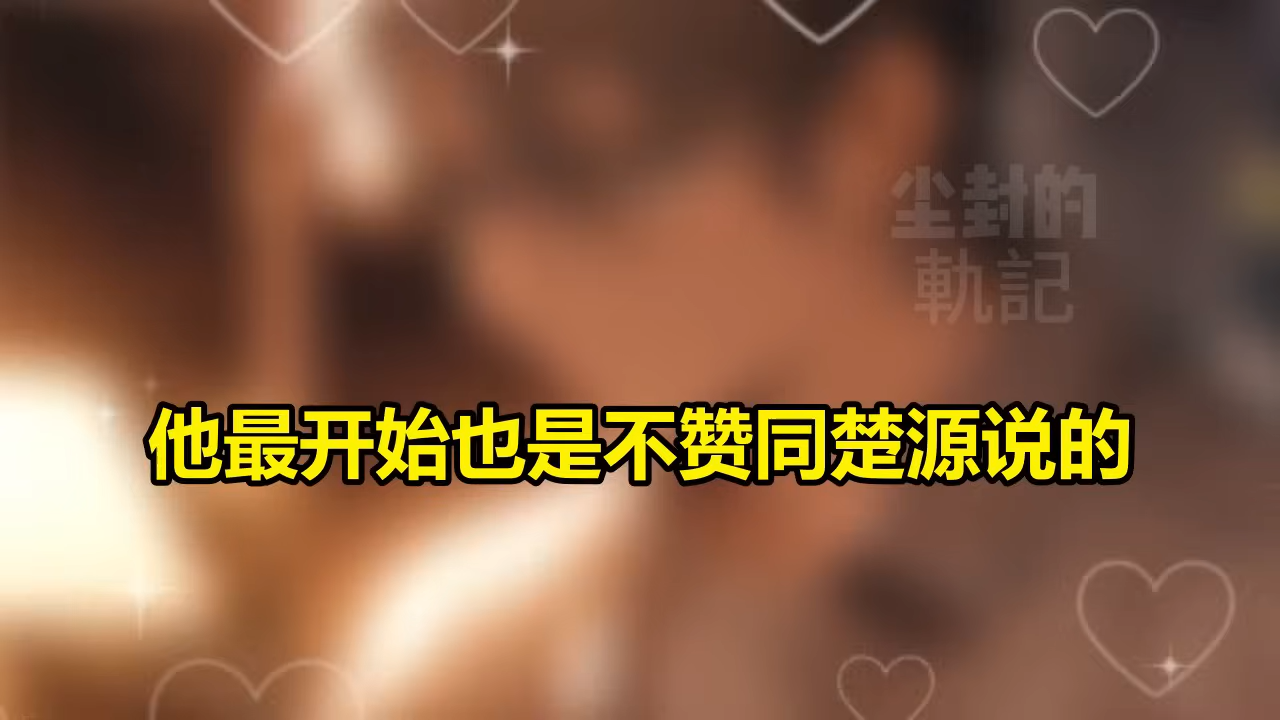 尘封的
軌記
他最开始也是不赞同楚源说的